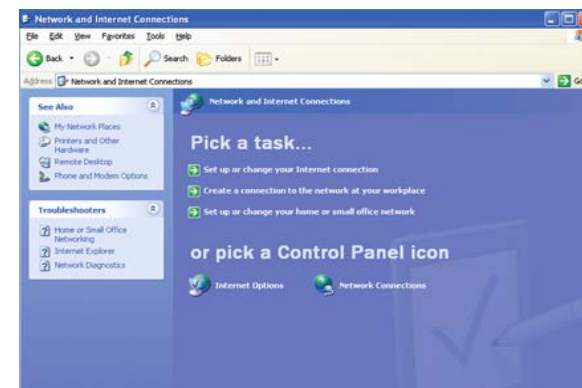 Network and Internet Connections
File Edit View Favorites Tools Help
Back Search Folders
Address Network and Internet Connections Go
See Also
My Network Places
Printers and Other
Hardware
Remote Desktop
Phone and Modem Options
Troubleshooters
Home or Small Office
Networking
Internet Explorer
Network Diagnostics
Network and Internet Connections
Pick a task...
Set up or change your Internet connection
Create a connection to the network at your workplace
Set up or change your home or small office network
or pick a Control Panel icon
Internet Options Network Connections